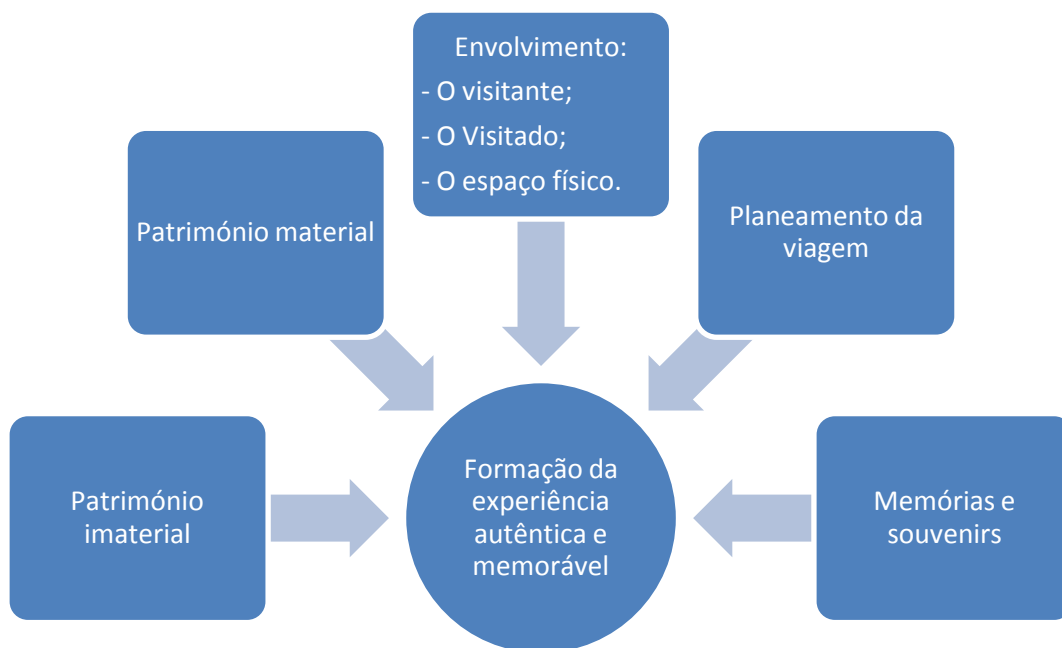 Envolvimento:
- O visitante;
- O Visitado;
- O espaço físico.
Património material
Planeamento da
viagem
Património
imaterial
Formação da
experiência
autêntica e
memorável
Memórias e
souvenirs